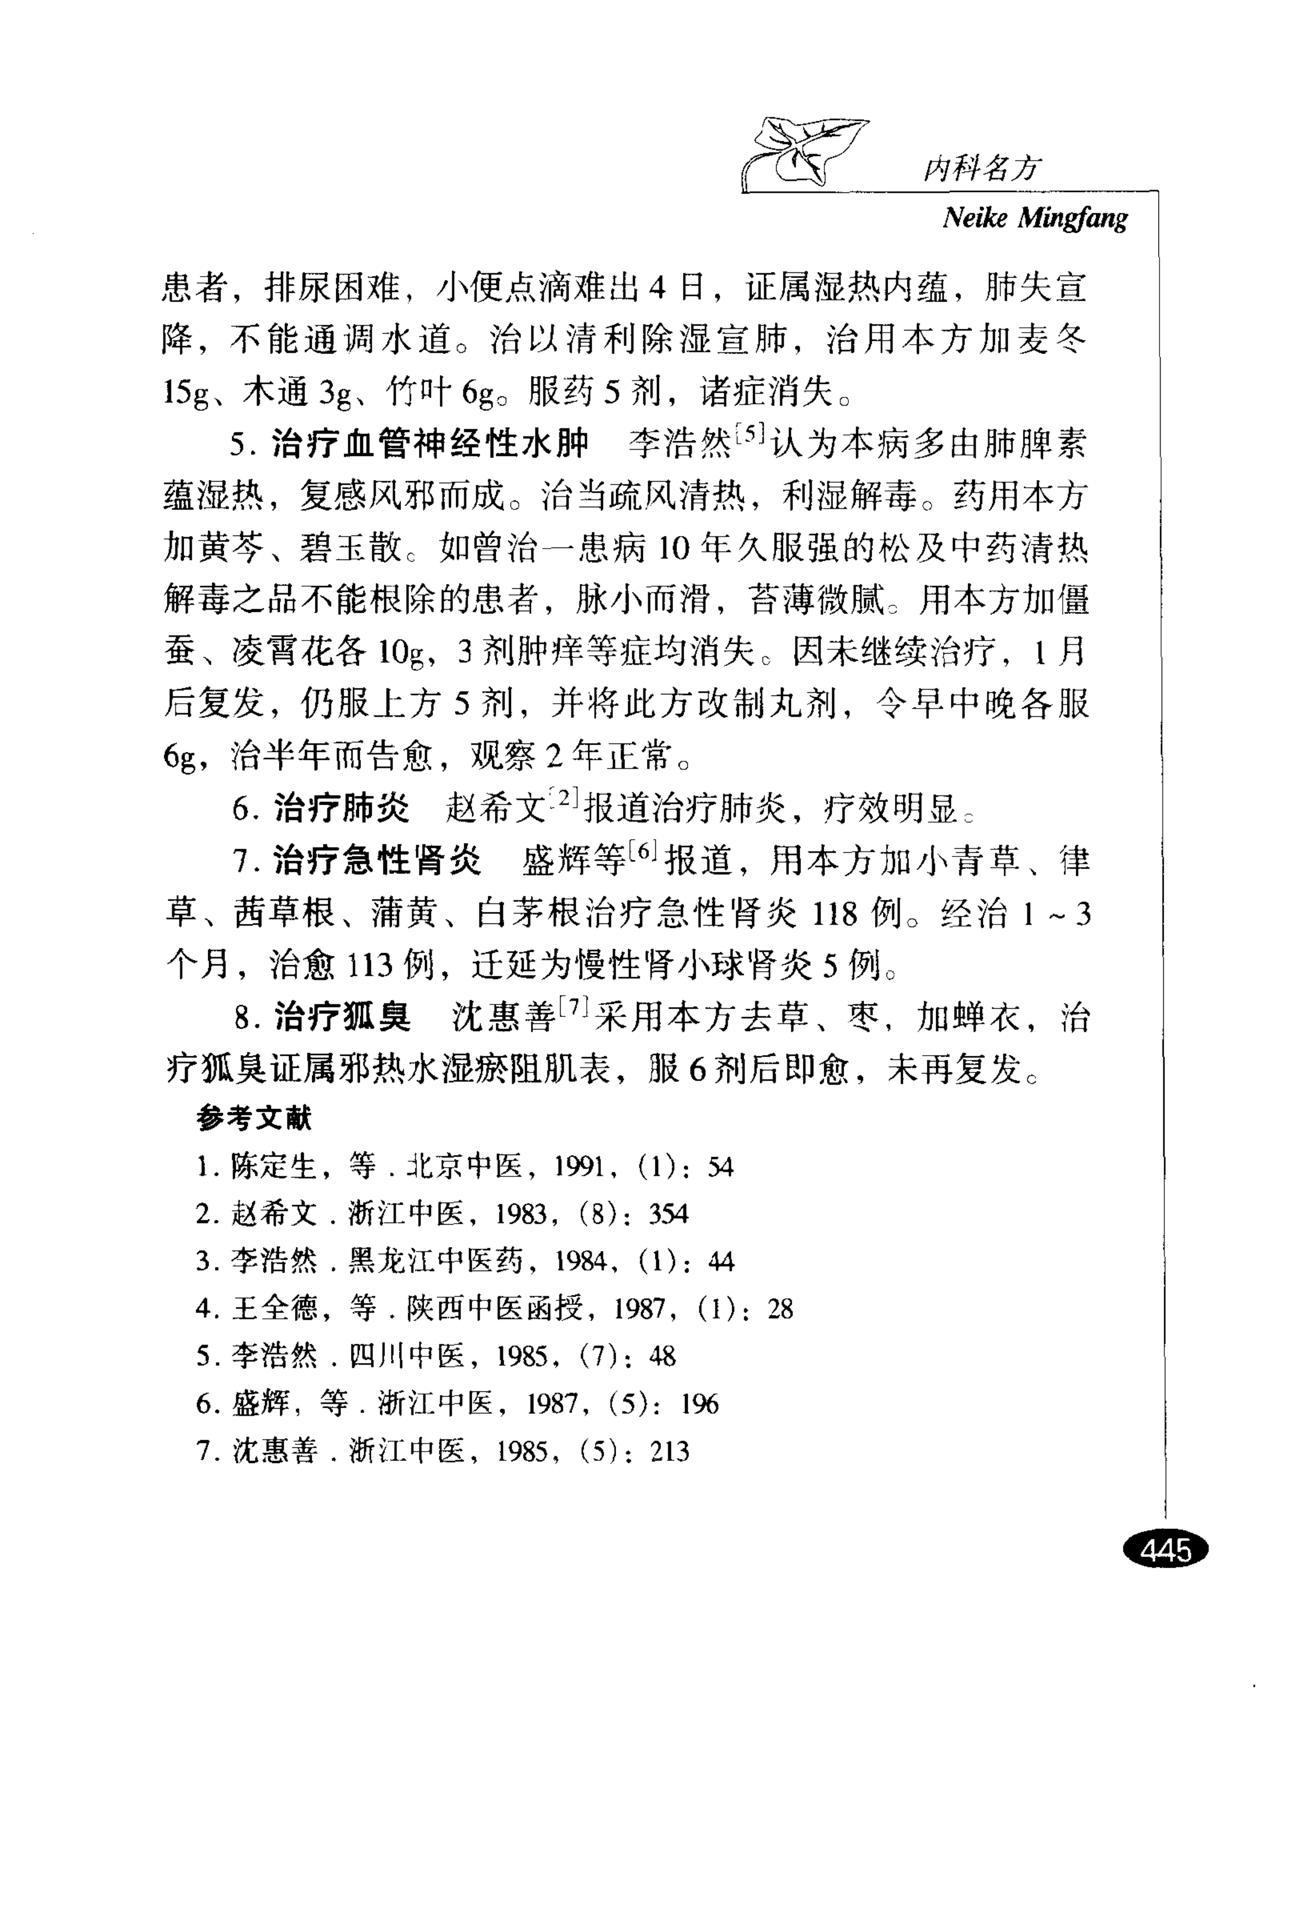 内科名方
Neike Mingfang
患者，排尿困难，小便点滴难出 4 日，证属湿热内蕴，肺失宣
降，不能通调水道。治以清利除湿宣肺，治用本方加麦冬
15g、木通 3g、竹叶 6g。服药 5 剂，诸症消失。
5. 治疗血管神经性水肿　李浩然[5]认为本病多由肺脾素
蕴湿热，复感风邪而成。治当疏风清热，利湿解毒。药用本方
加黄芩、碧玉散。如曾治一患病 10 年久服强的松及中药清热
解毒之品不能根除的患者，脉小而滑，苔薄微腻。用本方加僵
蚕、凌霄花各 10g，3 剂肿痒等症均消失。因未继续治疗，1 月
后复发，仍服上方 5 剂，并将此方改制丸剂，令早中晚各服
6g，治半年而告愈，观察 2 年正常。
6. 治疗肺炎　赵希文[2]报道治疗肺炎，疗效明显。
7. 治疗急性肾炎　盛辉等[6]报道，用本方加小青草、律
草、茜草根、蒲黄、白茅根治疗急性肾炎 118 例。经治 1 ~ 3
个月，治愈 113 例，迁延为慢性肾小球肾炎 5 例。
8. 治疗狐臭　沈惠善[7]采用本方去草、枣，加蝉衣，治
疗狐臭证属邪热水湿瘀阻肌表，服 6 剂后即愈，未再复发。
参考文献
1. 陈定生，等 . 北京中医，1991，(1)：54
2. 赵希文 . 浙江中医，1983，(8)：354
3. 李浩然 . 黑龙江中医药，1984，(1)：44
4. 王全德，等 . 陕西中医函授，1987，(1)：28
5. 李浩然 . 四川中医，1985，(7)：48
6. 盛辉，等 . 浙江中医，1987，(5)：196
7. 沈惠善 . 浙江中医，1985，(5)：213
445